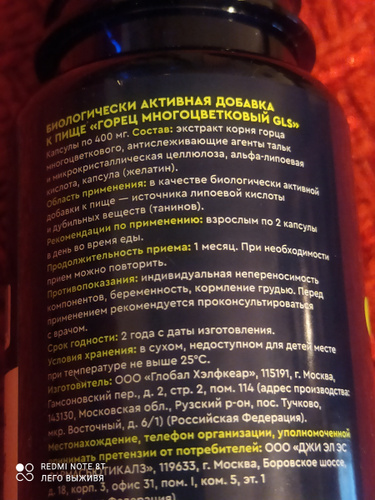 БИОЛОГИЧЕСКИ АКТИВНАЯ ДОБАВКА
К ПИЩЕ «ГОРЕЦ МНОГОЦВЕТКОВЫЙ GLS»
Капсулы по 400 мг. Состав: экстракт корня горца
многоцветкового, антислеживающие агенты тальк
и микрокристаллическая целлюлоза, альфа-липоевая
кислота, капсула (желатин).
Область применения: в качестве биологически активной
добавки к пище — источника липоевой кислоты
и дубильных веществ (танинов).
Рекомендации по применению: взрослым по 2 капсулы
в день во время еды.
Продолжительность приема: 1 месяц. При необходимости
прием можно повторить.
Противопоказания: индивидуальная непереносимость
компонентов, беременность, кормление грудью. Перед
применением рекомендуется проконсультироваться
с врачом.
Срок годности: 2 года с даты изготовления.
Условия хранения: в сухом, недоступном для детей месте
при температуре не выше 25°C.
Изготовитель: ООО «Глобал Хэлфкеар», 115191, г. Москва,
Гамсоновский пер., д. 2, стр. 2, пом. 114 (адрес производства:
143130, Московская обл., Рузский р-он, пос. Тучково,
мкр. Восточный, д. 6/1) (Российская Федерация).
Местонахождение, телефон организации, уполномоченной
принимать претензии от потребителей: ООО «ДЖИ ЭЛ ЭС
119633, г. Москва, Боровское шоссе,
д. 18, корп. 3, офис 31, пом. I, ком. 5, эт. 1
REDMI NOTE 8T
ЛЕГО ВЫЖИВЯ